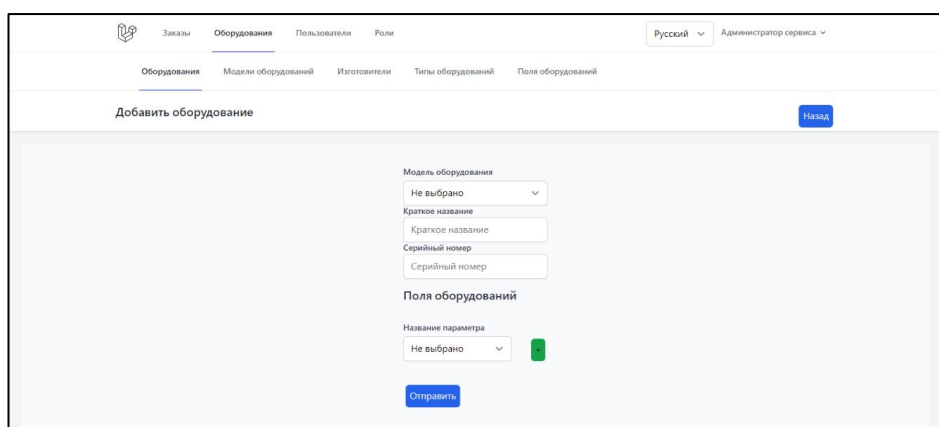 Заказы Оборудования Пользователи Роли Русский Администратор сервиса
Оборудования Модели оборудований Изготовители Типы оборудований Поля оборудований
Добавить оборудование Назад
Модель оборудования
Не выбрано
Краткое название
Краткое название
Серийный номер
Серийный номер
Поля оборудований
Название параметра
Не выбрано +
Отправить